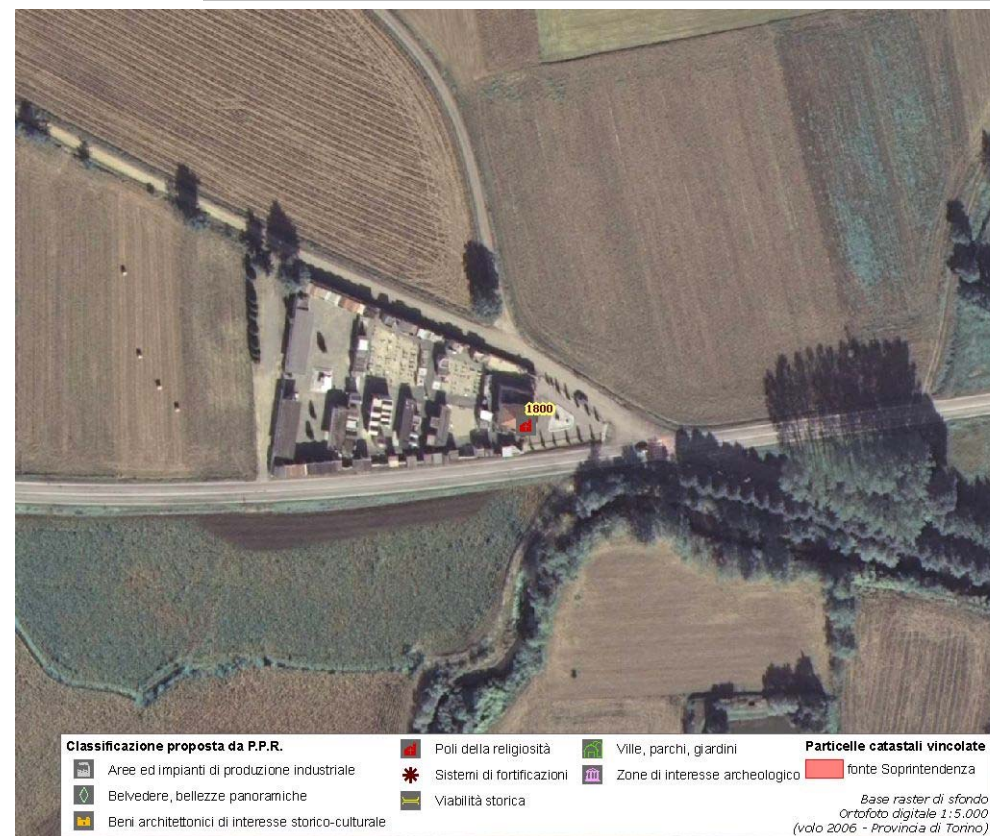 1800
Classificazione proposta da P.P.R.
Aree ed impianti di produzione industriale
Belvedere, bellezze panoramiche
Beni architettonici di interesse storico-culturale
Poli della religiosità
Sistemi di fortificazioni
Viabilità storica
Ville, parchi, giardini
Zone di interesse archeologico
Particelle catastali vincolate
fonte Soprintendenza
Base raster di sfondo
Ortofoto digitale 1:5.000
(volo 2006 - Provincia di Torino)